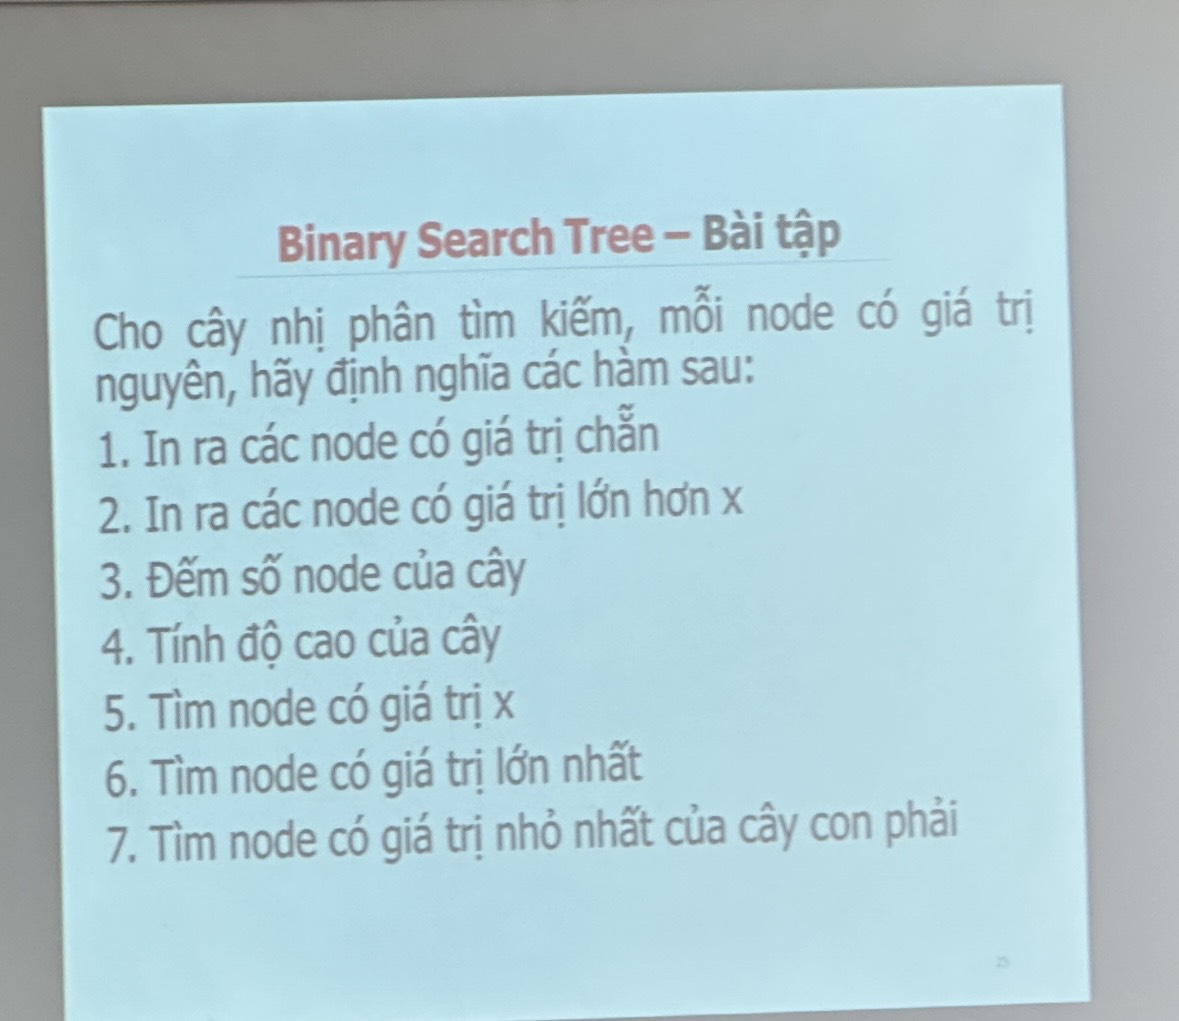 Binary Search Tree – Bài tập
Cho cây nhị phân tìm kiếm, mỗi node có giá trị
nguyên, hãy định nghĩa các hàm sau:
1. In ra các node có giá trị chẵn
2. In ra các node có giá trị lớn hơn x
3. Đếm số node của cây
4. Tính độ cao của cây
5. Tìm node có giá trị x
6. Tìm node có giá trị lớn nhất
7. Tìm node có giá trị nhỏ nhất của cây con phải